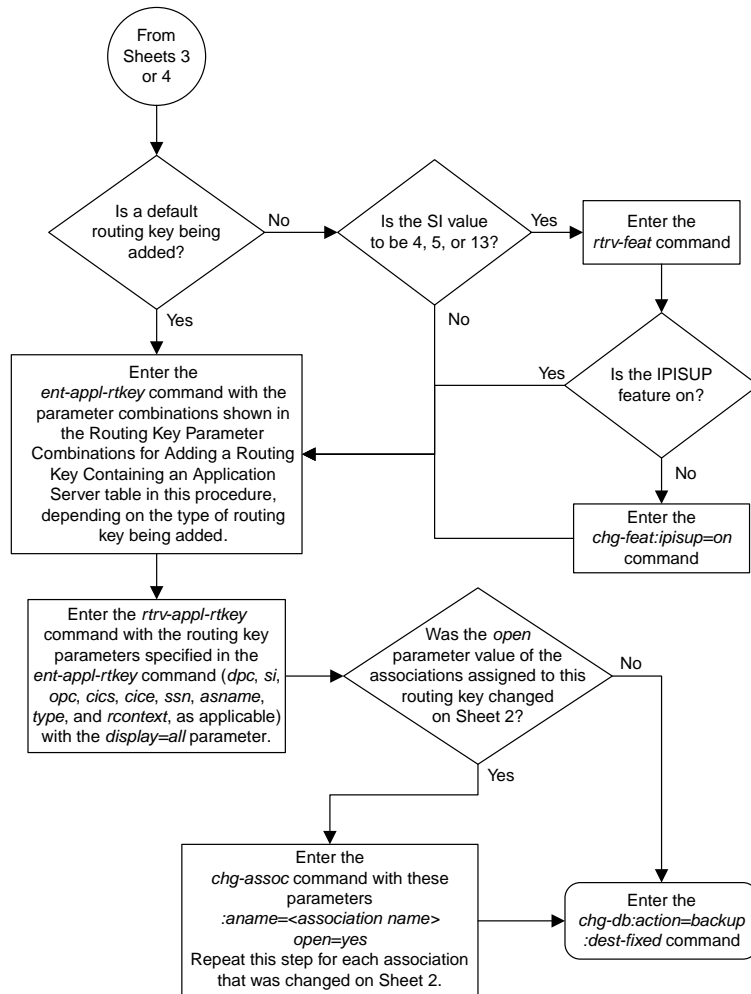 From
Sheets 3
or 4
Is a default
routing key being
added?
No
Is the SI value
to be 4, 5, or 13?
Yes
Enter the
rtrv-feat command
Yes
No
Enter the
ent-appl-rtkey command with the
parameter combinations shown in
the Routing Key Parameter
Combinations for Adding a Routing
Key Containing an Application
Server table in this procedure,
depending on the type of routing
key being added.
Yes
Is the IPISUP
feature on?
No
Enter the
chg-feat:ipisup=on
command
Enter the rtrv-appl-rtkey
command with the routing key
parameters specified in the
ent-appl-rtkey command (dpc, si,
opc, cics, cice, ssn, asname,
type, and rcontext, as applicable)
with the display=all parameter.
Was the open
parameter value of the
associations assigned to this
routing key changed
on Sheet 2?
No
Yes
Enter the
chg-assoc command with these
parameters
:aname=<association name>
open=yes
Repeat this step for each association
that was changed on Sheet 2.
Enter the
chg-db:action=backup
:dest-fixed command